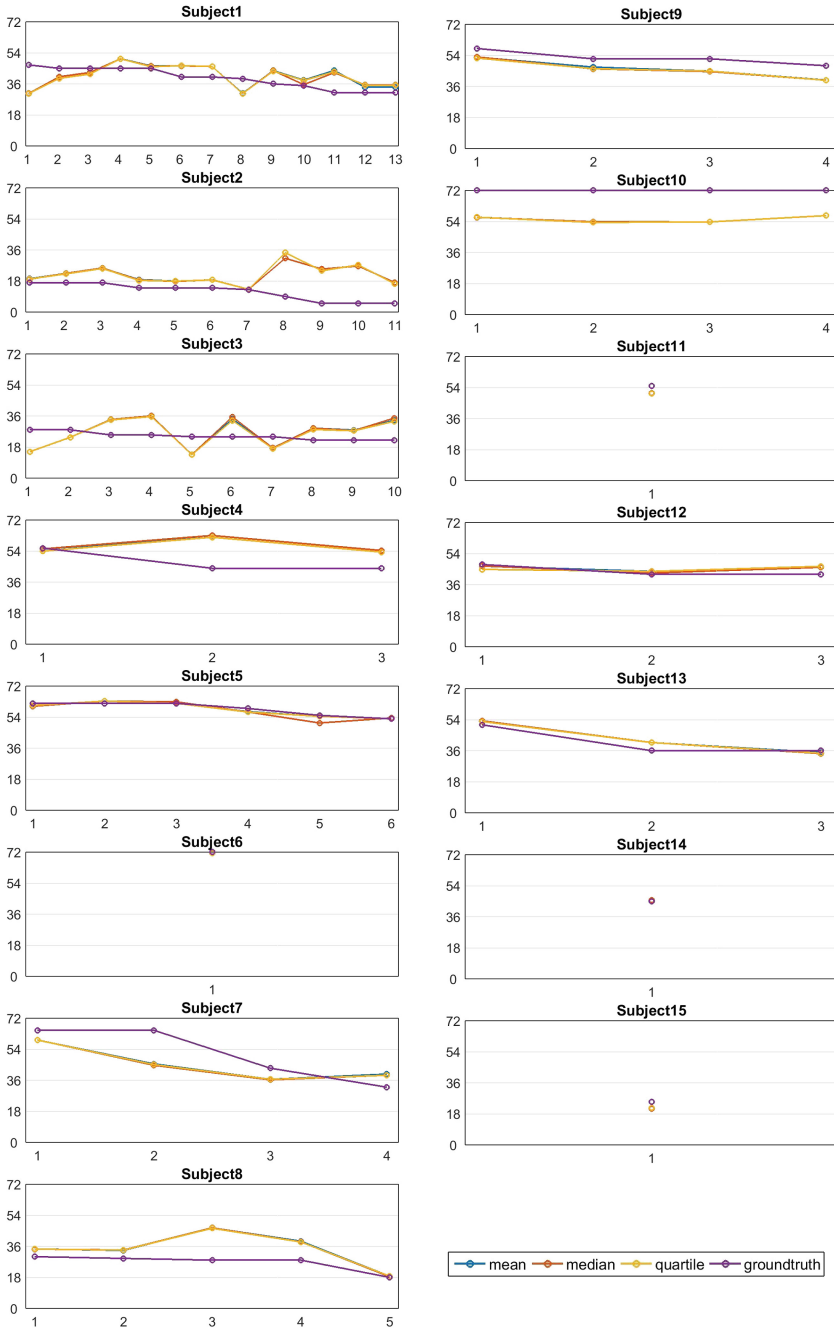 Subject1
72
54
36
18
0
1 2 3 4 5 6 7 8 9 10 11 12 13
Subject2
72
54
36
18
0
1 2 3 4 5 6 7 8 9 10 11
Subject3
72
54
36
18
0
1 2 3 4 5 6 7 8 9 10
Subject4
72
54
36
18
0
1 2 3
Subject5
72
54
36
18
0
1 2 3 4 5 6
Subject6
72
54
36
18
0
1
Subject7
72
54
36
18
0
1 2 3 4
Subject8
72
54
36
18
0
1 2 3 4 5
Subject9
72
54
36
18
0
1 2 3 4
Subject10
72
54
36
18
0
1 2 3 4
Subject11
72
54
36
18
0
1
Subject12
72
54
36
18
0
1 2 3
Subject13
72
54
36
18
0
1 2 3
Subject14
72
54
36
18
0
1
Subject15
72
54
36
18
0
1
mean median quartile groundtruth